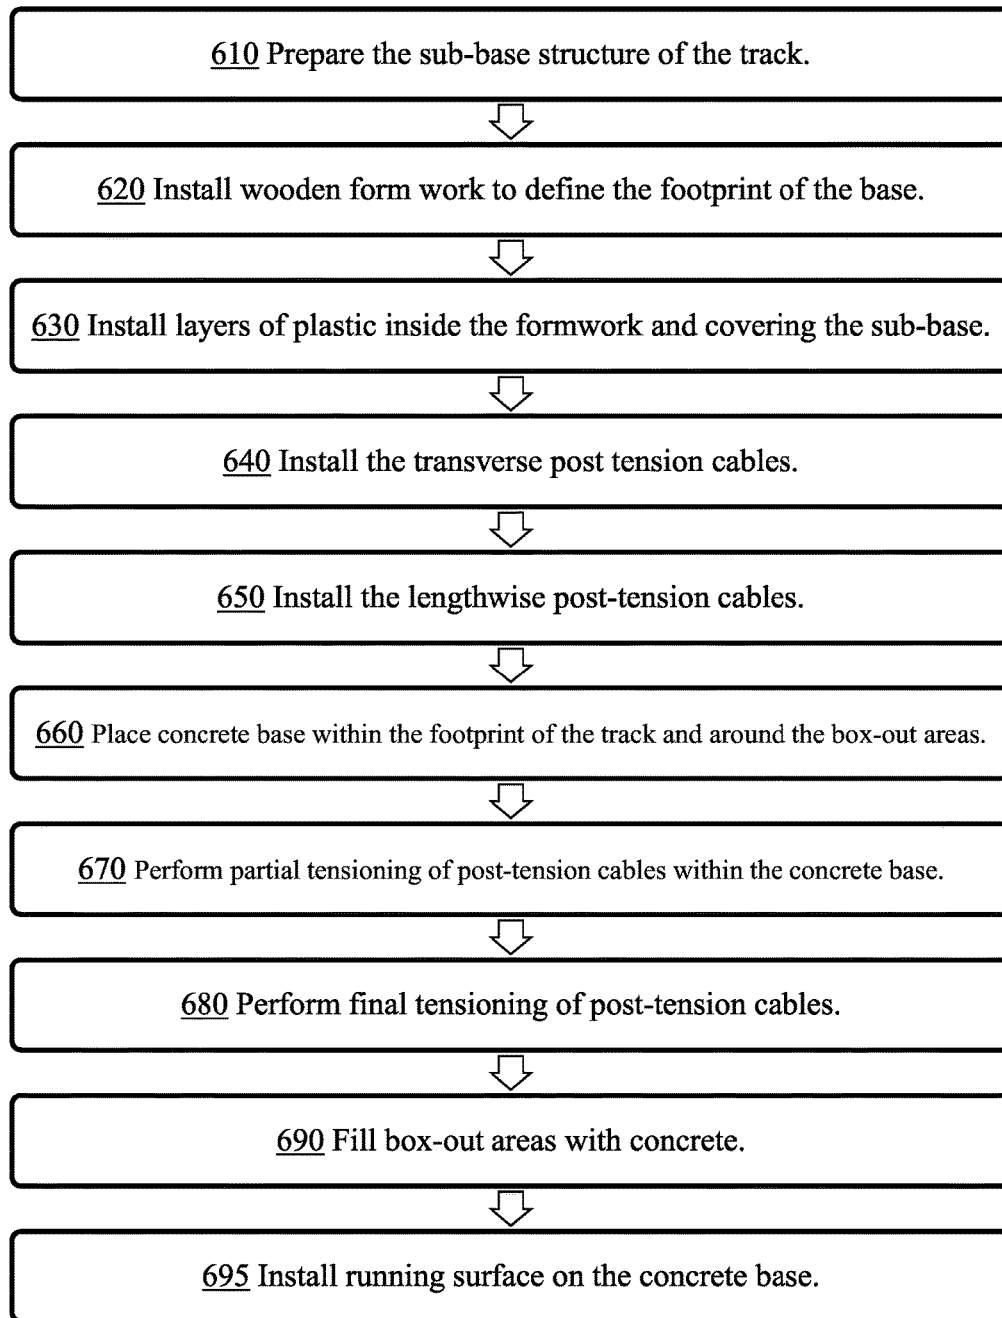 610 Prepare the sub-base structure of the track.
620 Install wooden form work to define the footprint of the base.
630 Install layers of plastic inside the formwork and covering the sub-base.
640 Install the transverse post tension cables.
650 Install the lengthwise post-tension cables.
660 Place concrete base within the footprint of the track and around the box-out areas.
670 Perform partial tensioning of post-tension cables within the concrete base.
680 Perform final tensioning of post-tension cables.
690 Fill box-out areas with concrete.
695 Install running surface on the concrete base.